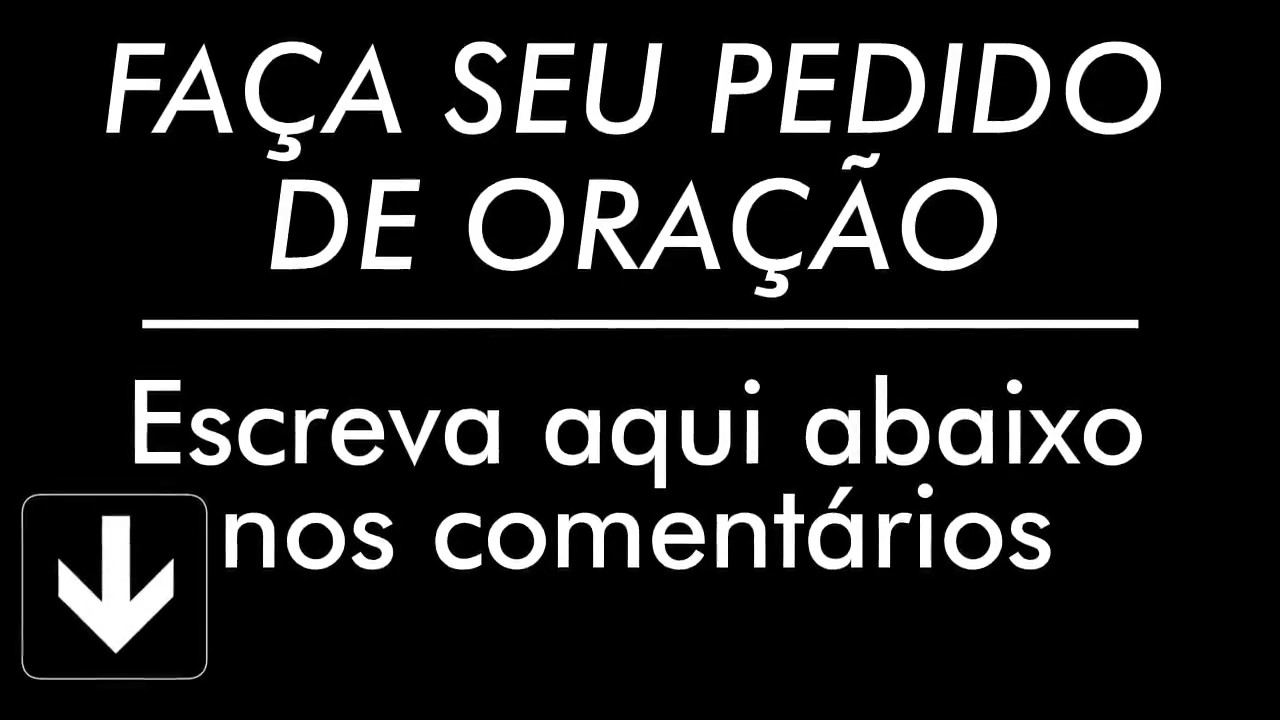 FAÇA SEU PEDIDO
DE ORAÇÃO
Escreva aqui abaixo
nos comentários